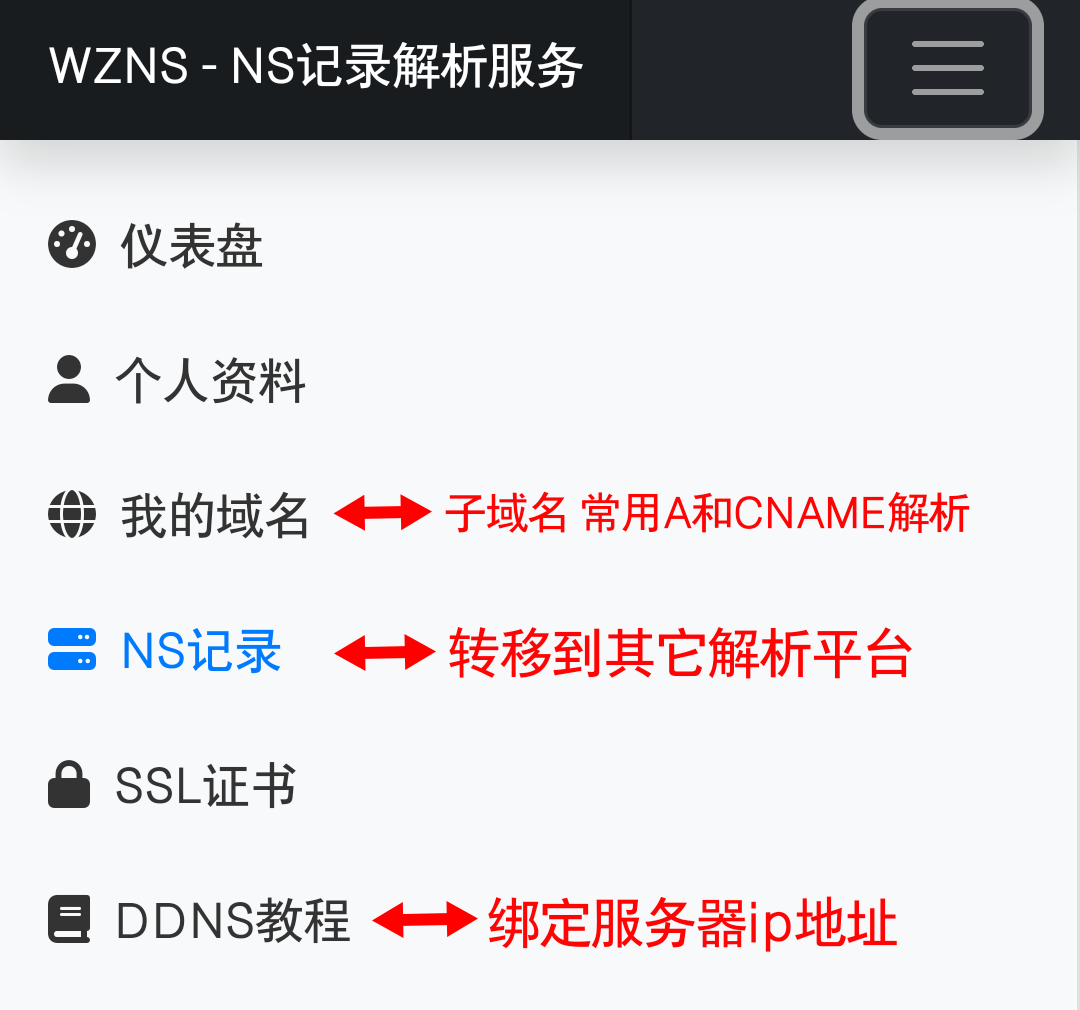 WZNS - NS记录解析服务
仪表盘
个人资料
我的域名 子域名 常用A和CNAME解析
NS记录 转移到其它解析平台
SSL证书
DDNS教程 绑定服务器ip地址